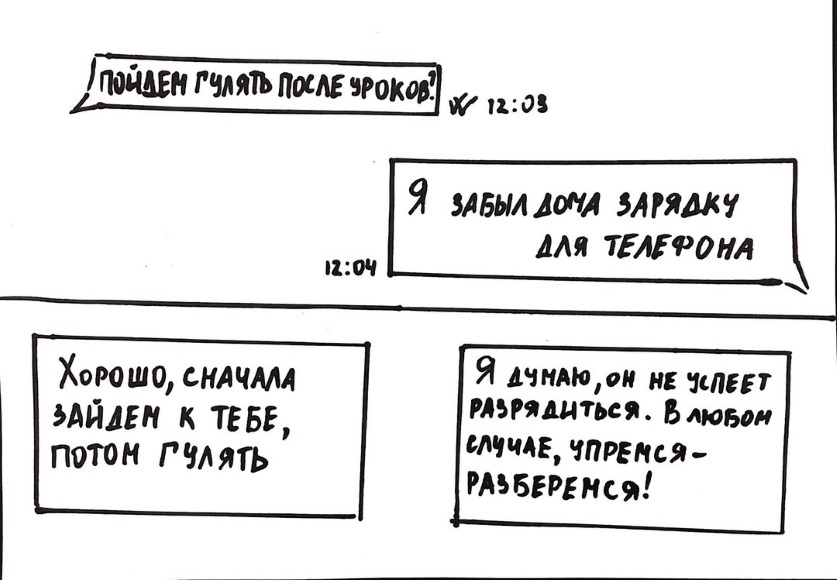 ПОЙДЕМ ГУЛЯТЬ ПОСЛЕ УРОКОВ?
12:03
Я ЗАБЫЛ ДОМА ЗАРЯДКУ
ДЛЯ ТЕЛЕФОНА
12:04
ХОРОШО, СНАЧАЛА
ЗАЙДЕМ К ТЕБЕ,
ПОТОМ ГУЛЯТЬ
Я ДУМАЮ, ОН НЕ УСПЕЕТ
РАЗРЯДИТЬСЯ. В ЛЮБОМ
СЛУЧАЕ, УПРЕМСЯ-
РАЗБЕРЕМСЯ!